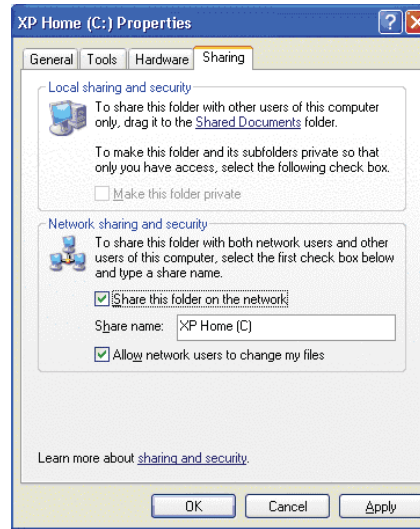 XP Home (C:) Properties
General Tools Hardware Sharing
Local sharing and security
To share this folder with other users of this computer
only, drag it to the Shared Documents folder.
To make this folder and its subfolders private so that
only you have access, select the following check box.
Make this folder private
Network sharing and security
To share this folder with both network users and other
users of this computer, select the first check box below
and type a share name.
Share this folder on the network
Share name: XP Home (C)
Allow network users to change my files
Learn more about sharing and security.
OK Cancel Apply